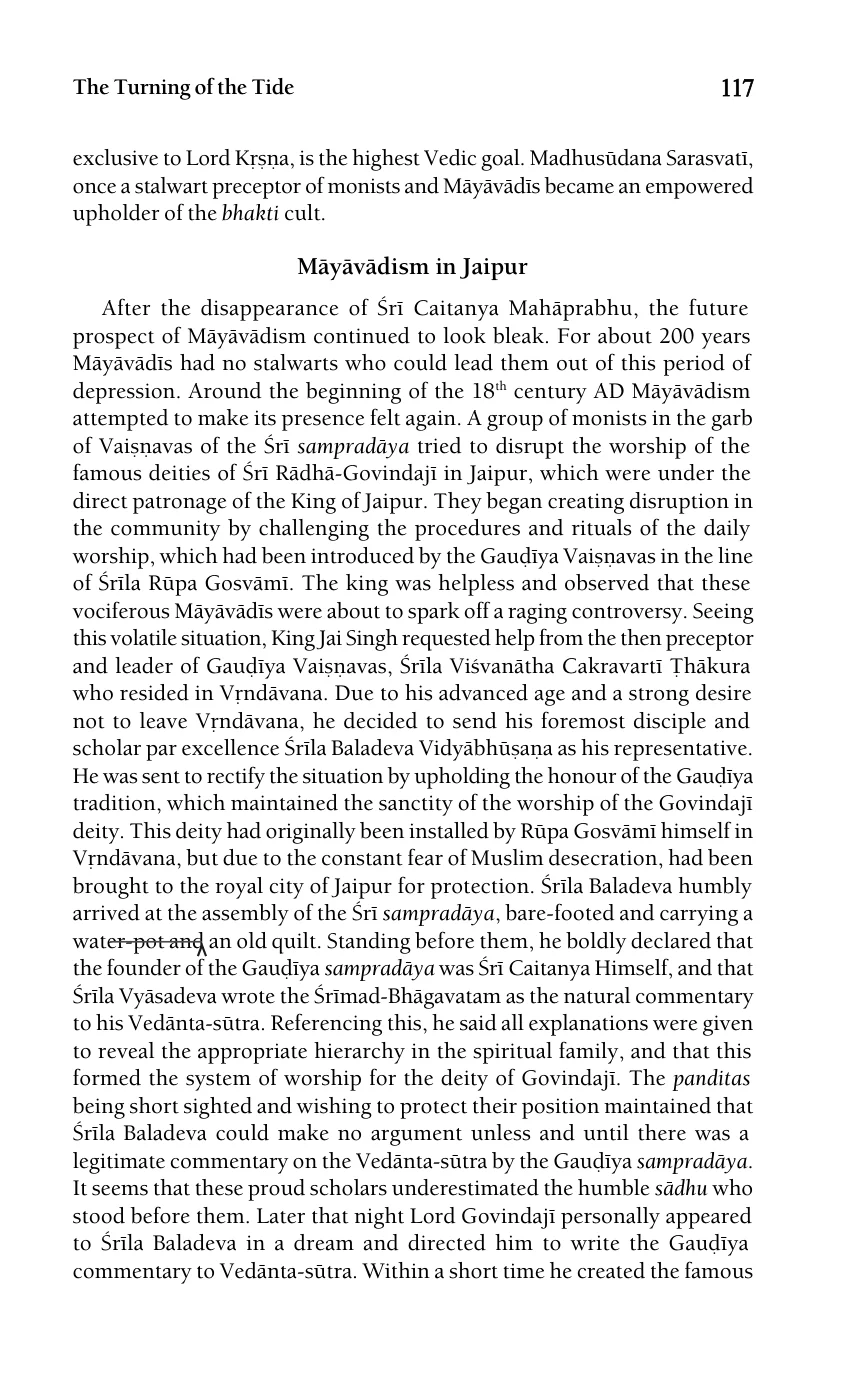 The Turning of the Tide 117
exclusive to Lord Kṛṣṇa, is the highest Vedic goal. Madhusūdana Sarasvatī,
once a stalwart preceptor of monists and Māyāvādīs became an empowered
upholder of the bhakti cult.
Māyāvādism in Jaipur
After the disappearance of Śrī Caitanya Mahāprabhu, the future
prospect of Māyāvādism continued to look bleak. For about 200 years
Māyāvādīs had no stalwarts who could lead them out of this period of
depression. Around the beginning of the 18th century AD Māyāvādism
attempted to make its presence felt again. A group of monists in the garb
of Vaiṣṇavas of the Śrī sampradāya tried to disrupt the worship of the
famous deities of Śrī Rādhā-Govindajī in Jaipur, which were under the
direct patronage of the King of Jaipur. They began creating disruption in
the community by challenging the procedures and rituals of the daily
worship, which had been introduced by the Gauḍīya Vaiṣṇavas in the line
of Śrīla Rūpa Gosvāmī. The king was helpless and observed that these
vociferous Māyāvādīs were about to spark off a raging controversy. Seeing
this volatile situation, King Jai Singh requested help from the then preceptor
and leader of Gauḍīya Vaiṣṇavas, Śrīla Viśvanātha Cakravartī Ṭhākura
who resided in Vṛndāvana. Due to his advanced age and a strong desire
not to leave Vṛndāvana, he decided to send his foremost disciple and
scholar par excellence Śrīla Baladeva Vidyābhūṣaṇa as his representative.
He was sent to rectify the situation by upholding the honour of the Gauḍīya
tradition, which maintained the sanctity of the worship of the Govindajī
deity. This deity had originally been installed by Rūpa Gosvāmī himself in
Vṛndāvana, but due to the constant fear of Muslim desecration, had been
brought to the royal city of Jaipur for protection. Śrīla Baladeva humbly
arrived at the assembly of the Śrī sampradāya, bare-footed and carrying a
water-pot and an old quilt. Standing before them, he boldly declared that
the founder of the Gauḍīya sampradāya was Śrī Caitanya Himself, and that
Śrīla Vyāsadeva wrote the Śrīmad-Bhāgavatam as the natural commentary
to his Vedānta-sūtra. Referencing this, he said all explanations were given
to reveal the appropriate hierarchy in the spiritual family, and that this
formed the system of worship for the deity of Govindajī. The panditas
being short sighted and wishing to protect their position maintained that
Śrīla Baladeva could make no argument unless and until there was a
legitimate commentary on the Vedānta-sūtra by the Gauḍīya sampradāya.
It seems that these proud scholars underestimated the humble sādhu who
stood before them. Later that night Lord Govindajī personally appeared
to Śrīla Baladeva in a dream and directed him to write the Gauḍīya
commentary to Vedānta-sūtra. Within a short time he created the famous